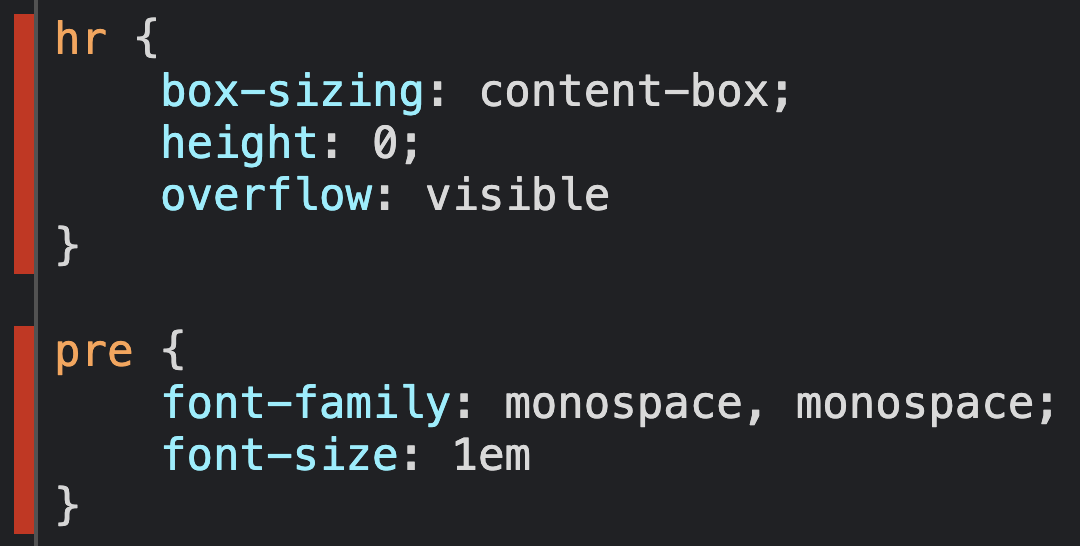 hr {
    box-sizing: content-box;
    height: 0;
    overflow: visible
}

pre {
    font-family: monospace, monospace;
    font-size: 1em
}